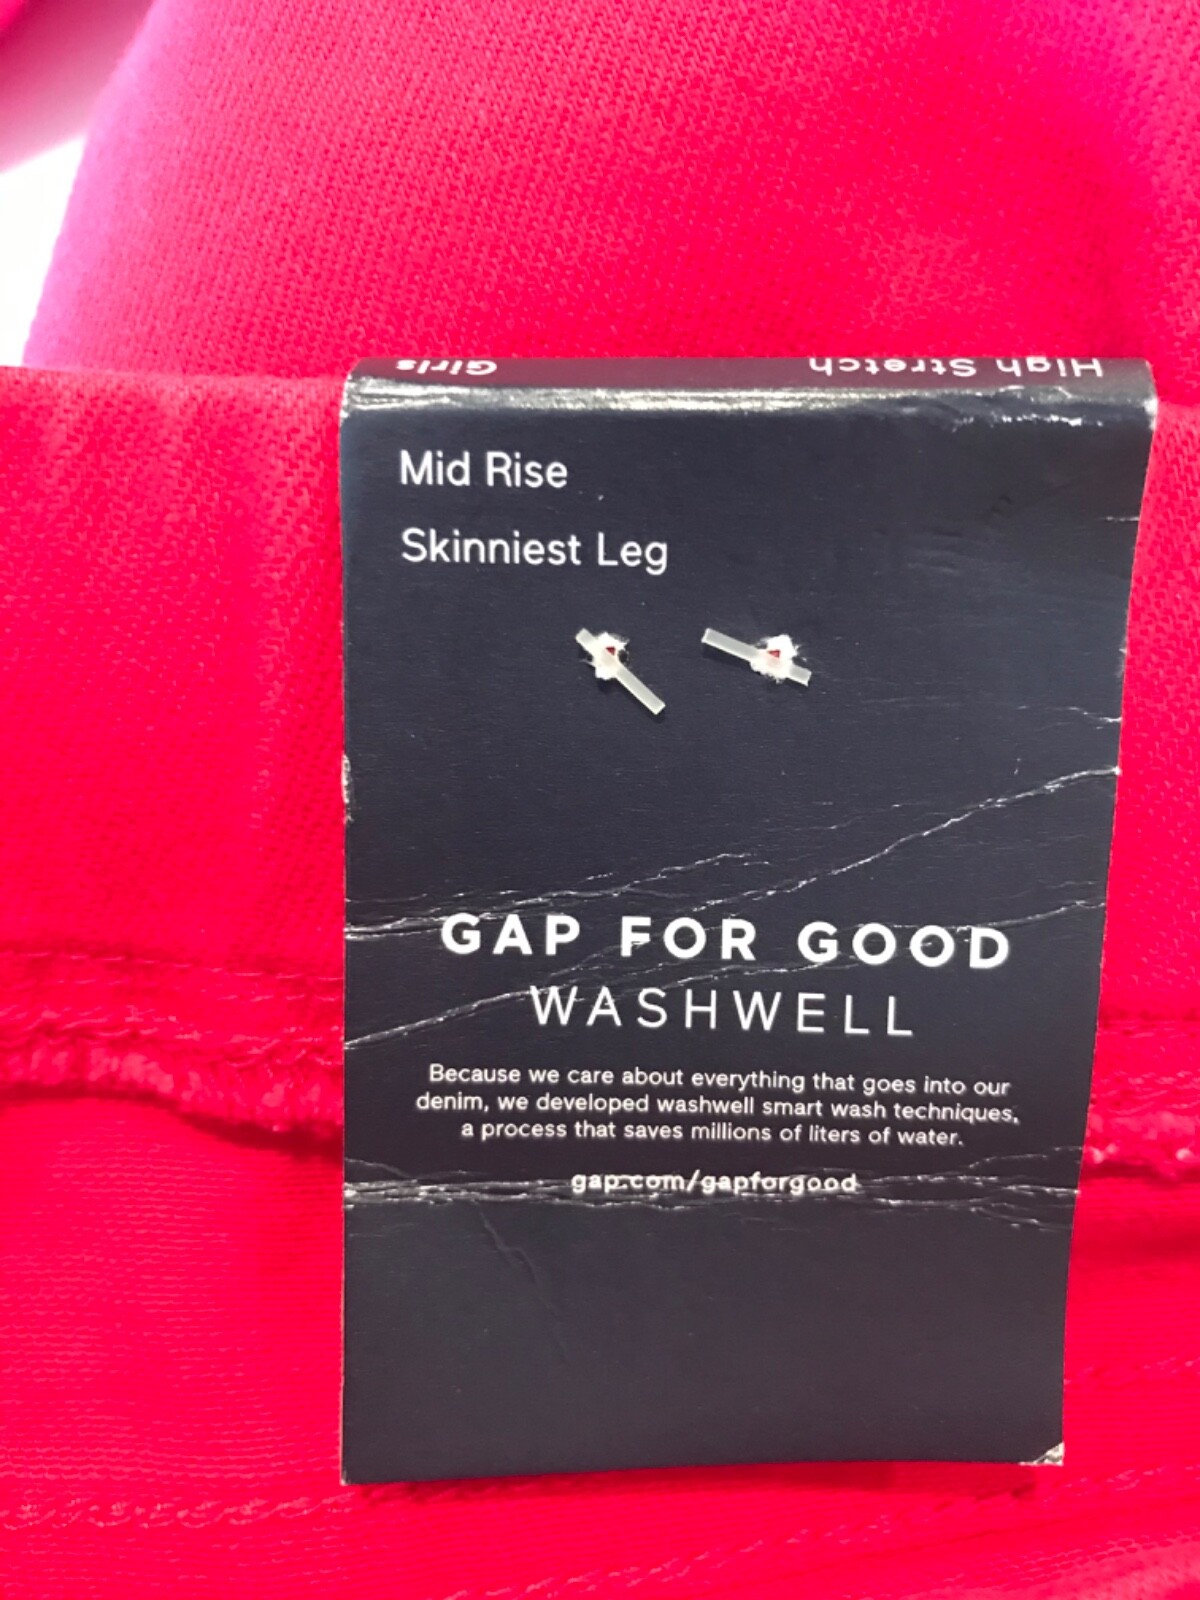 Girls High Stretch
Mid Rise
Skinniest Leg
GAP FOR GOOD
WASHWELL
Because we care about everything that goes into our
denim, we developed washwell smart wash techniques,
a process that saves millions of liters of water.
gap.com/gapforgood